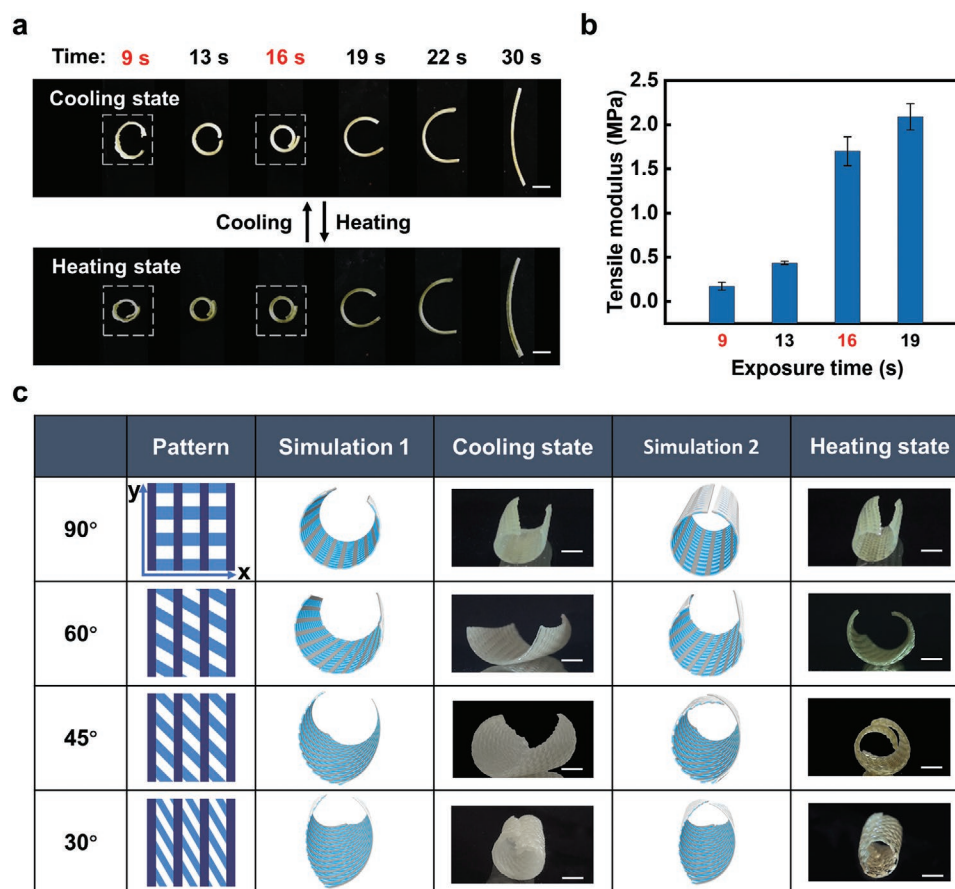 a
Time: 9 s 13 s 16 s 19 s 22 s 30 s
Cooling state
Cooling Heating
Heating state
b
Tensile modulus (MPa)
2.5
2.0
1.5
1.0
0.5
0.0
9 13 16 19
Exposure time (s)
c
Pattern Simulation 1 Cooling state Simulation 2 Heating state
90°
y
x
60°
45°
30°